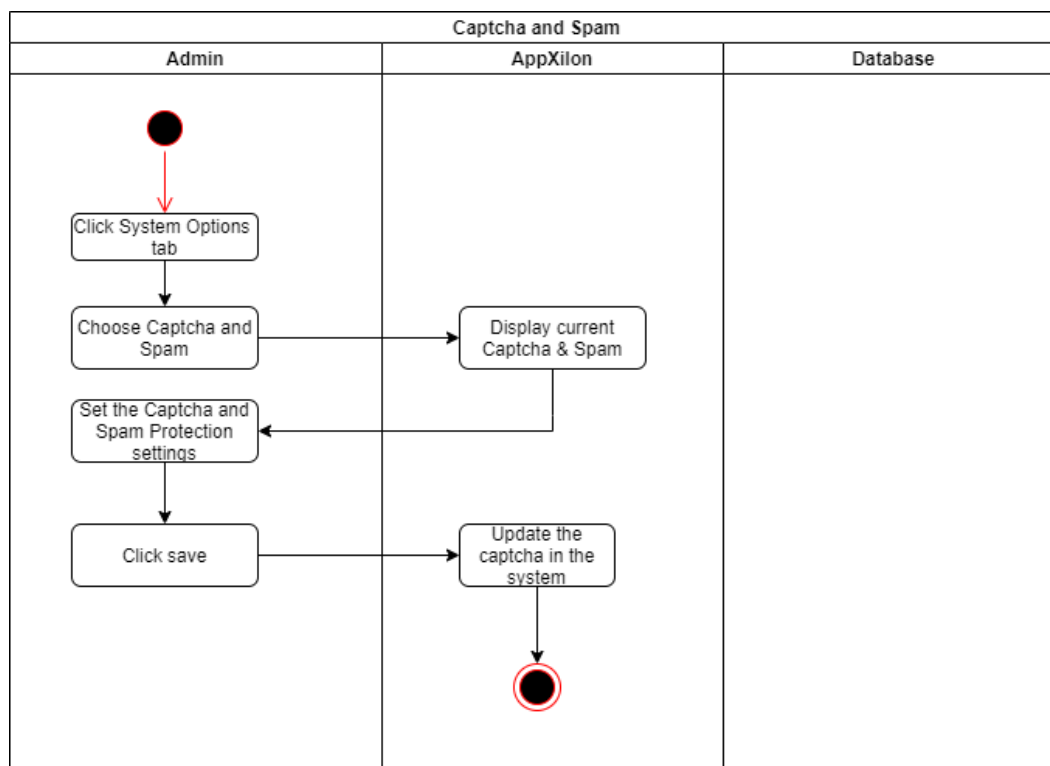 Captcha and Spam
Admin
AppXilon
Database
Click System Options
tab
Choose Captcha and
Spam
Display current
Captcha & Spam
Set the Captcha and
Spam Protection
settings
Click save
Update the
captcha in the
system